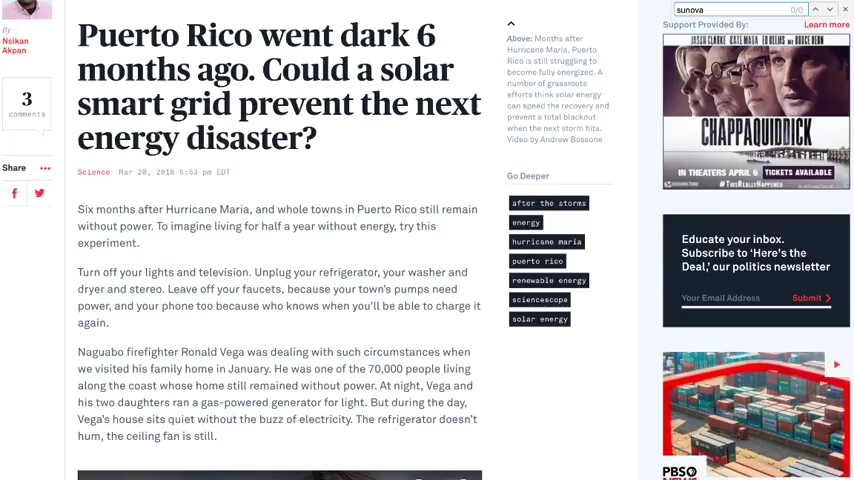 sunova
0/0
By
Nsikan
Akpan
3
comments
Share
Puerto Rico went dark 6
months ago. Could a solar
smart grid prevent the next
energy disaster?
Science Mar 20, 2018 5:53 pm EDT
Six months after Hurricane Maria, and whole towns in Puerto Rico still remain
without power. To imagine living for half a year without energy, try this
experiment.
Turn off your lights and television. Unplug your refrigerator, your washer and
dryer and stereo. Leave off your faucets, because your town's pumps need
power, and your phone too because who knows when you'll be able to charge it
again.
Naguabo firefighter Ronald Vega was dealing with such circumstances when
we visited his family home in January. He was one of the 70,000 people living
along the coast whose home still remained without power. At night, Vega and
his two daughters ran a gas-powered generator for light. But during the day,
Vega's house sits quiet without the buzz of electricity. The refrigerator doesn't
hum, the ceiling fan is still.
Above: Months after
Hurricane Maria, Puerto
Rico is still struggling to
become fully energized. A
number of grassroots
efforts think solar energy
can speed the recovery and
prevent a total blackout
when the next storm hits.
Video by Andrew Bossone
Go Deeper
after the storms
energy
hurricane maria
puerto rico
renewable energy
sciencescope
solar energy
Support Provided By: Learn more
JASON CLARKE KATE MARA ED HELMS AND BRUCE DERN
CHAPPAQUIDDICK
IN THEATERS APRIL 6 TICKETS AVAILABLE
#THISREALLYHAPPENED
Educate your inbox.
Subscribe to 'Here's the
Deal,' our politics newsletter
Your Email Address Submit
PBS
NEWS